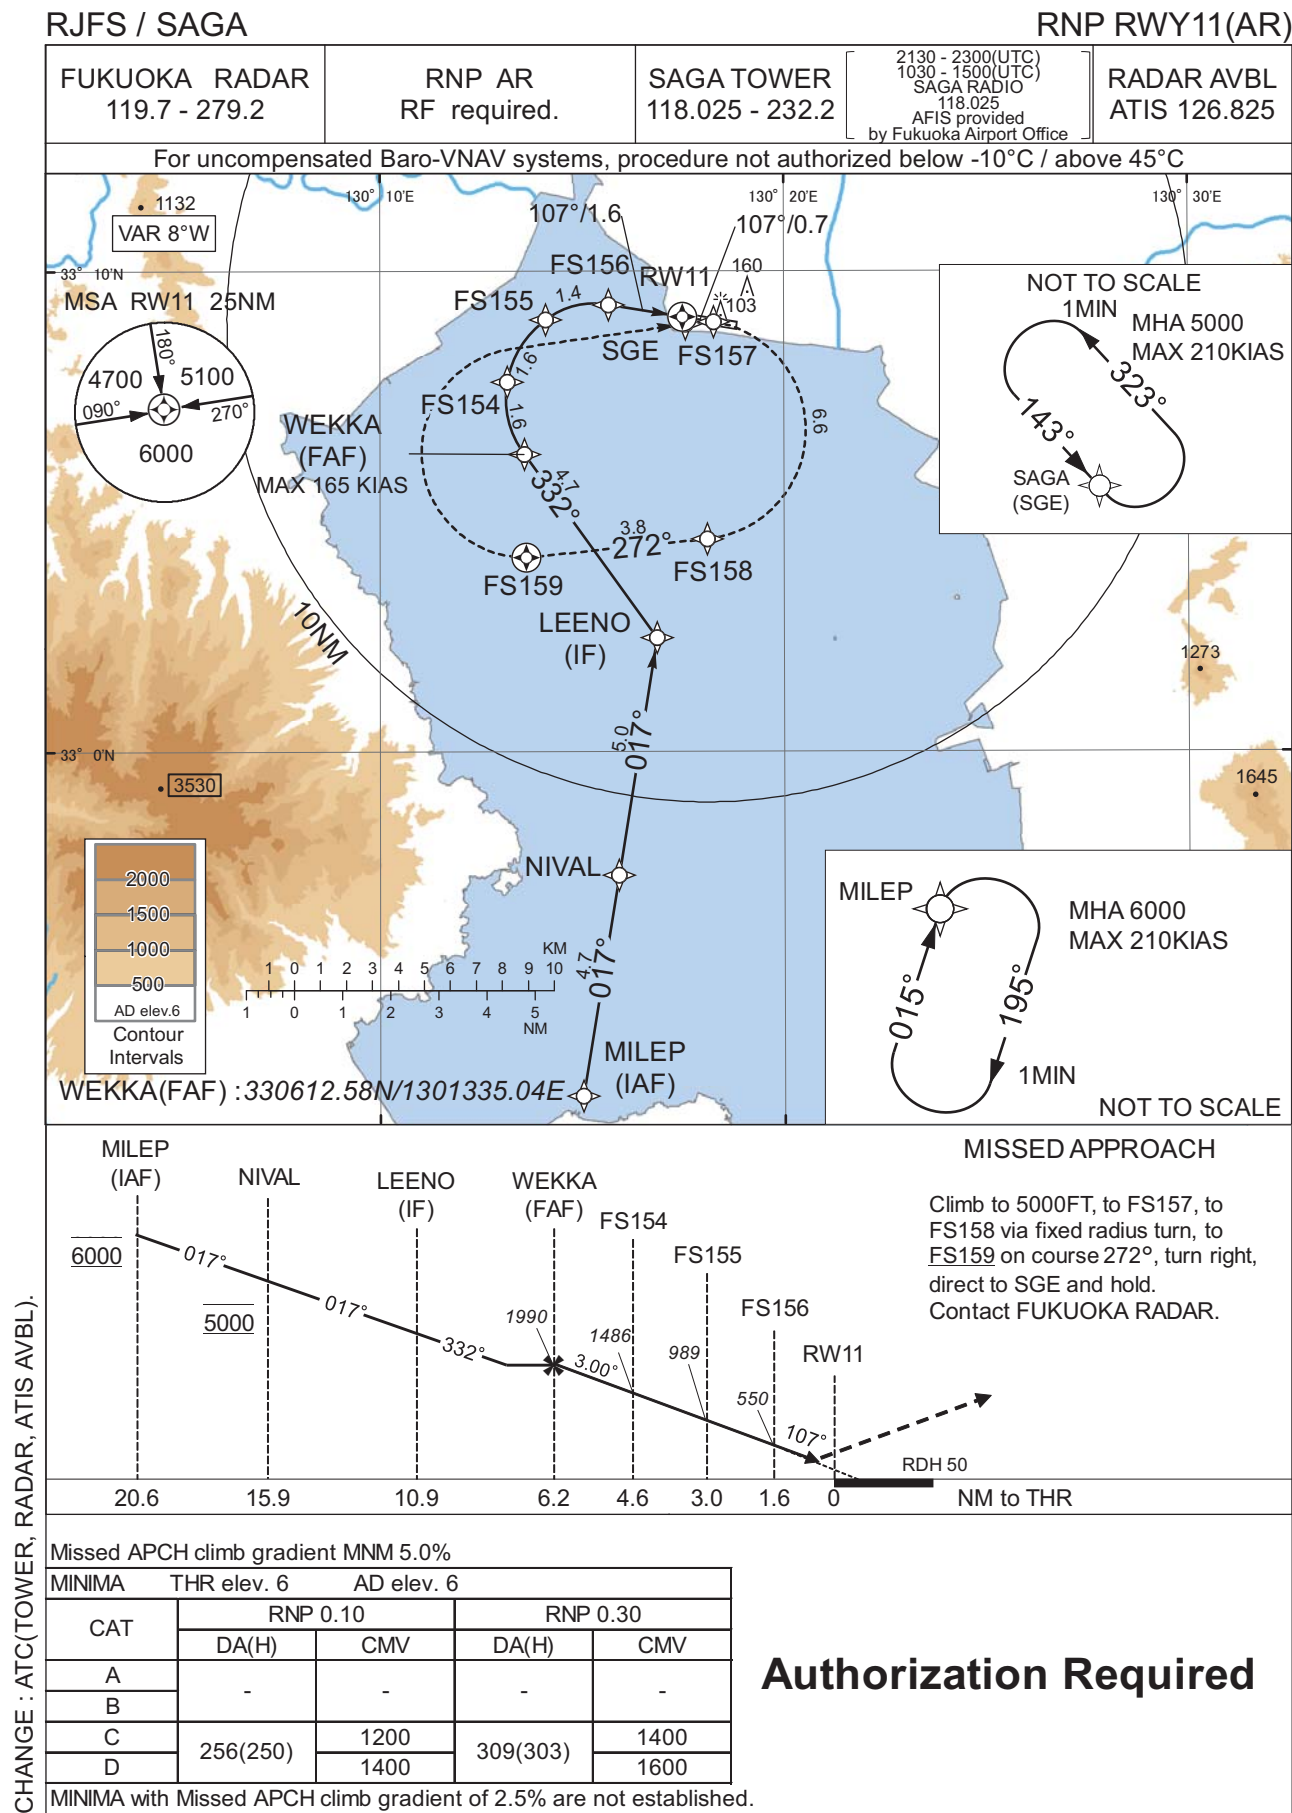 RJFS / SAGA
RNP RWY11(AR)
FUKUOKA RADAR
119.7 - 279.2
RNP AR
RF required.
SAGA TOWER
118.025 - 232.2
2130 - 2300(UTC)
1030 - 1500(UTC)
SAGA RADIO
118.025
AFIS provided
by Fukuoka Airport Office
RADAR AVBL
ATIS 126.825
For uncompensated Baro-VNAV systems, procedure not authorized below -10°C / above 45°C
130° 10'E
130° 20'E
130° 30'E
1132
VAR 8°W
33° 10'N
MSA RW11 25NM
180°
4700
5100
090°
270°
6000
107°/1.6
107°/0.7
FS156
RW11
160
103
FS155
1.4
SGE
FS157
1.6
FS154
1.6
6.6
WEKKA
(FAF)
MAX 165 KIAS
4.7
332°
3.8
272°
FS159
FS158
10NM
LEENO
(IF)
5.0
017°
NOT TO SCALE
1MIN
MHA 5000
MAX 210KIAS
323°
143°
SAGA
(SGE)
1273
33° 0'N
3530
1645
2000
1500
1000
500
AD elev.6
Contour
Intervals
NIVAL
4.7
017°
KM
1 0 1 2 3 4 5 6 7 8 9 10
1 0 1 2 3 4 5
NM
MILEP
(IAF)
WEKKA(FAF) :330612.58N/1301335.04E
MILEP
MHA 6000
MAX 210KIAS
015°
195°
1MIN
NOT TO SCALE
MILEP
(IAF)
NIVAL
LEENO
(IF)
WEKKA
(FAF)
FS154
FS155
FS156
RW11
6000
017°
5000
017°
332°
1990
3.00°
1486
989
550
107°
RDH 50
20.6 15.9 10.9 6.2 4.6 3.0 1.6 0 NM to THR
MISSED APPROACH
Climb to 5000FT, to FS157, to
FS158 via fixed radius turn, to
FS159 on course 272°, turn right,
direct to SGE and hold.
Contact FUKUOKA RADAR.
Missed APCH climb gradient MNM 5.0%
MINIMA THR elev. 6 AD elev. 6
CAT RNP 0.10 RNP 0.30
DA(H) CMV DA(H) CMV
A
B
- - - -
C 1200 1400
256(250) 309(303)
D 1400 1600
MINIMA with Missed APCH climb gradient of 2.5% are not established.
Authorization Required
CHANGE : ATC(TOWER, RADAR, ATIS AVBL).